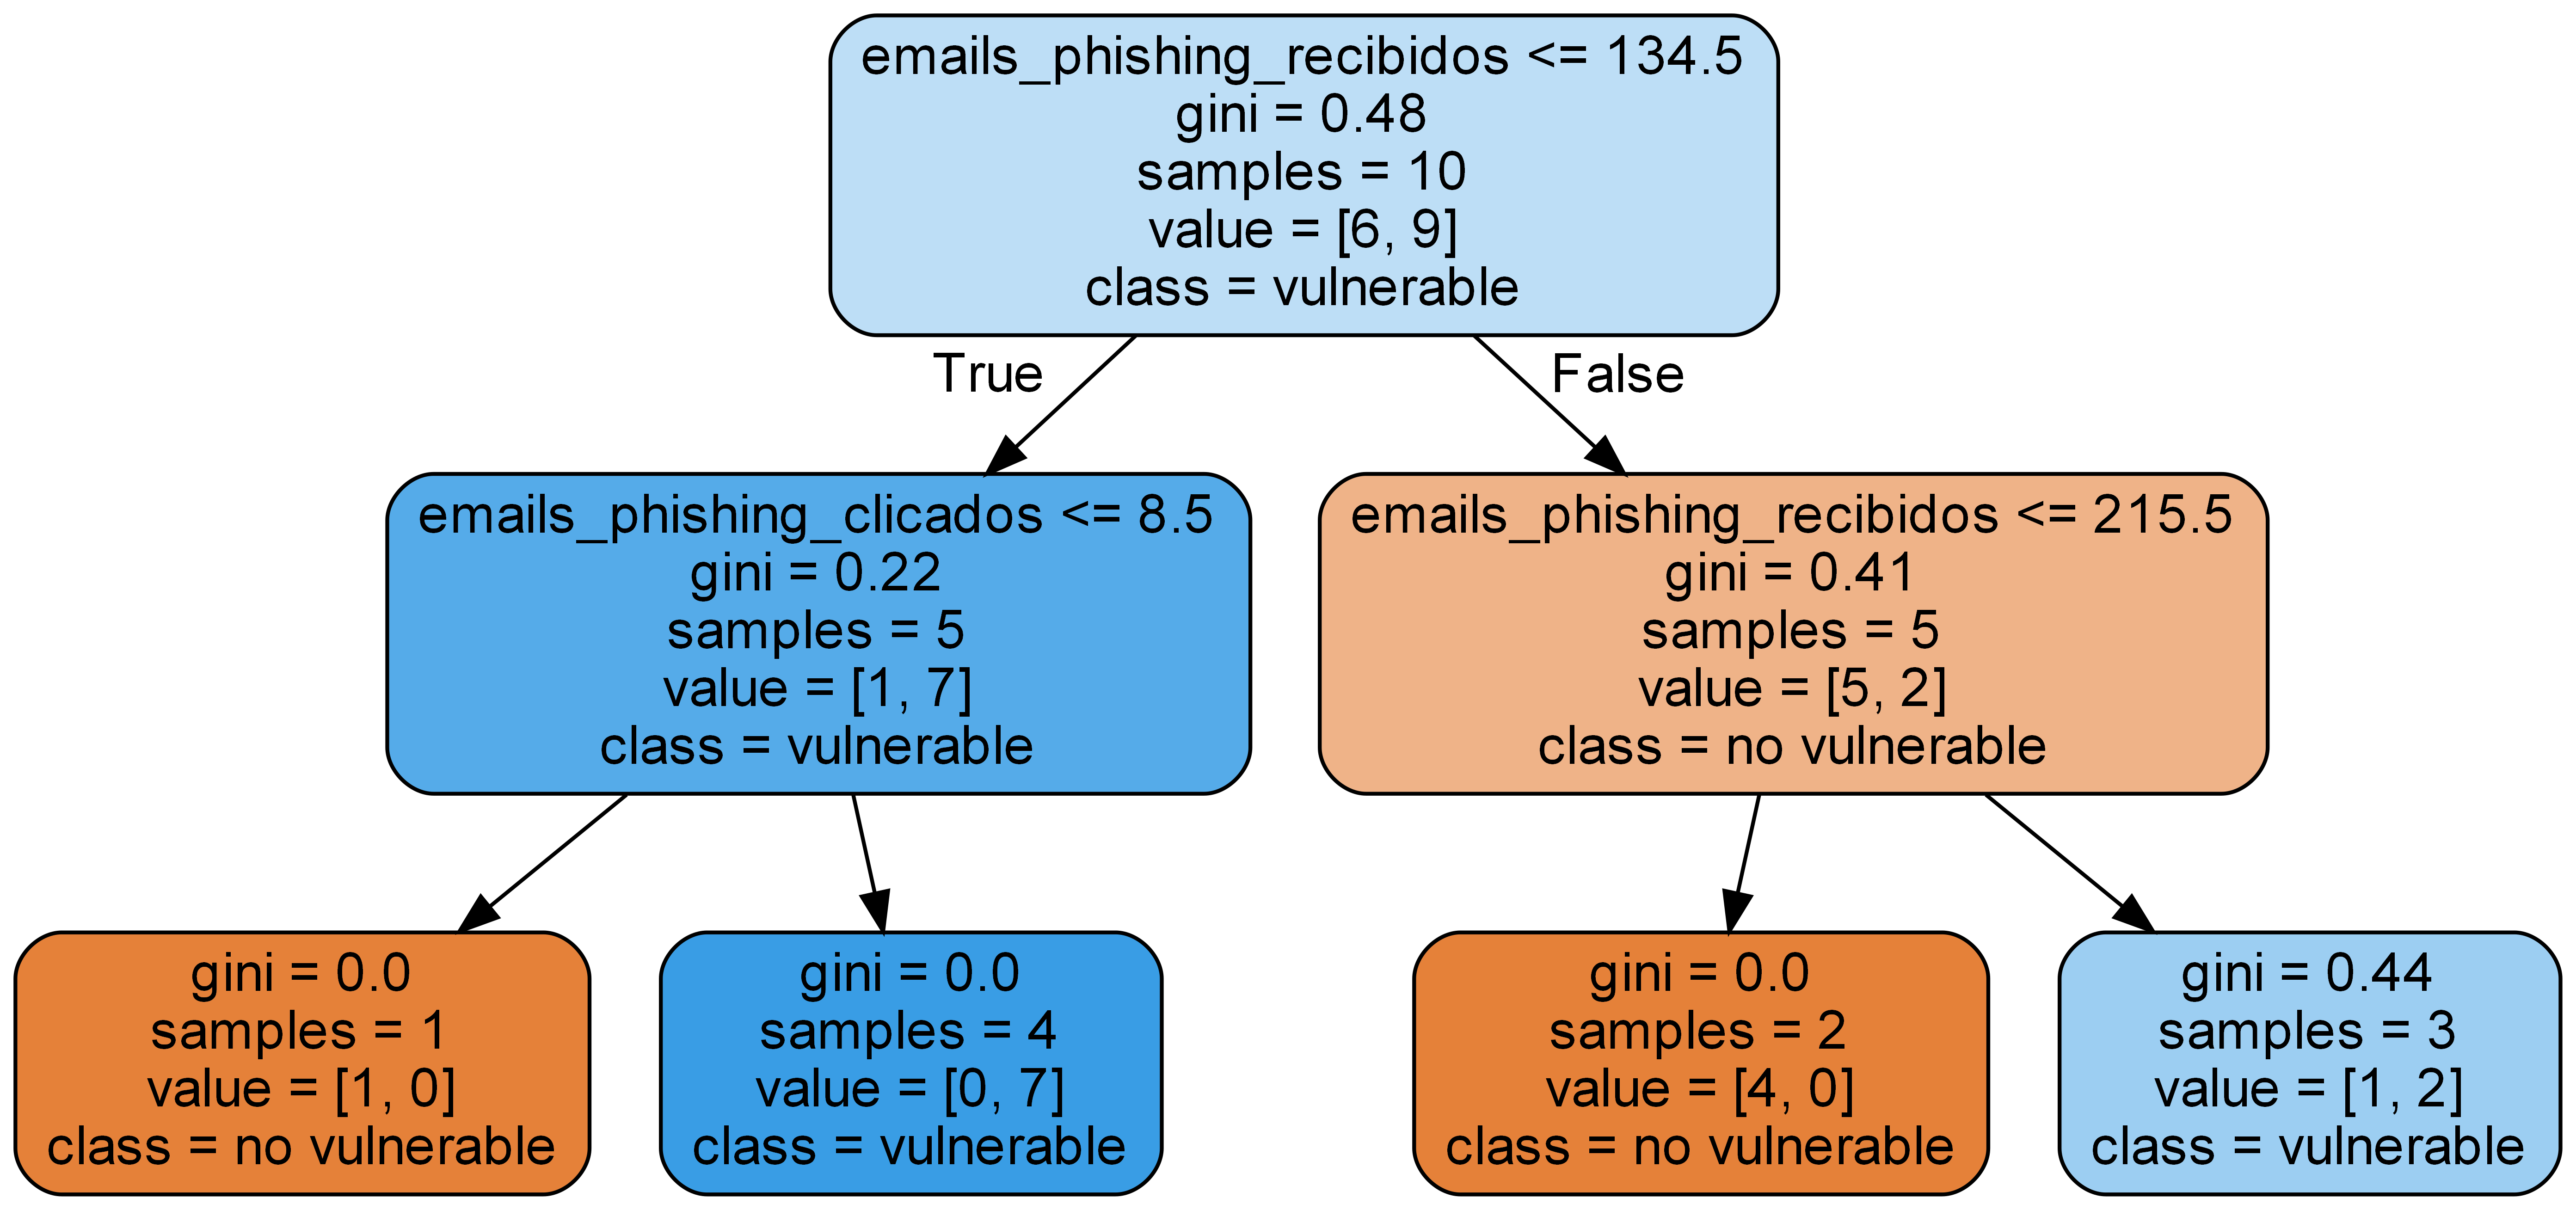 emails_phishing_recibidos <= 134.5
gini = 0.48
samples = 10
value = [6, 9]
class = vulnerable
True
False
emails_phishing_clicados <= 8.5
gini = 0.22
samples = 5
value = [1, 7]
class = vulnerable
emails_phishing_recibidos <= 215.5
gini = 0.41
samples = 5
value = [5, 2]
class = no vulnerable
gini = 0.0
samples = 1
value = [1, 0]
class = no vulnerable
gini = 0.0
samples = 4
value = [0, 7]
class = vulnerable
gini = 0.0
samples = 2
value = [4, 0]
class = no vulnerable
gini = 0.44
samples = 3
value = [1, 2]
class = vulnerable